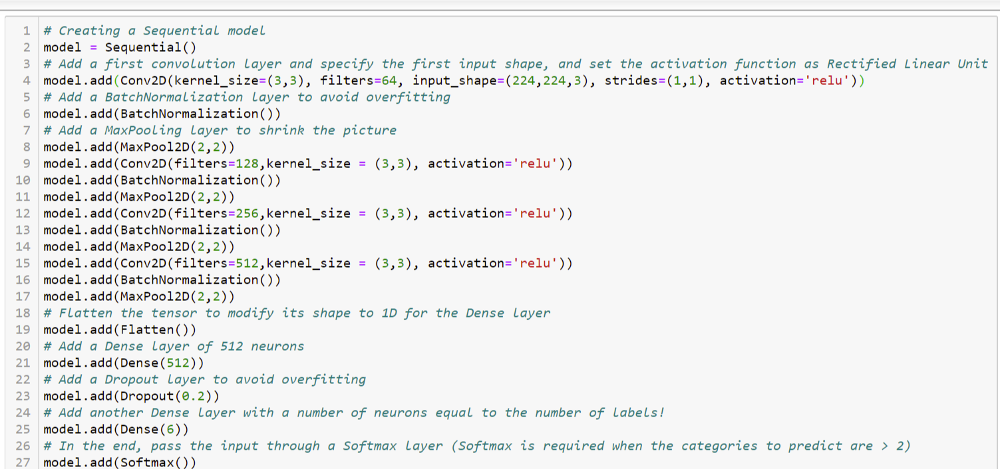 1 # Creating a Sequential model
2 model = Sequential()
3 # Add a first convolution layer and specify the first input shape, and set the activation function as Rectified Linear Unit
4 model.add(Conv2D(kernel_size=(3,3), filters=64, input_shape=(224,224,3), strides=(1,1), activation='relu'))
5 # Add a BatchNormalization layer to avoid overfitting
6 model.add(BatchNormalization())
7 # Add a MaxPooling layer to shrink the picture
8 model.add(MaxPool2D(2,2))
9 model.add(Conv2D(filters=128,kernel_size = (3,3), activation='relu'))
10 model.add(BatchNormalization())
11 model.add(MaxPool2D(2,2))
12 model.add(Conv2D(filters=256,kernel_size = (3,3), activation='relu'))
13 model.add(BatchNormalization())
14 model.add(MaxPool2D(2,2))
15 model.add(Conv2D(filters=512,kernel_size = (3,3), activation='relu'))
16 model.add(BatchNormalization())
17 model.add(MaxPool2D(2,2))
18 # Flatten the tensor to modify its shape to 1D for the Dense layer
19 model.add(Flatten())
20 # Add a Dense layer of 512 neurons
21 model.add(Dense(512))
22 # Add a Dropout layer to avoid overfitting
23 model.add(Dropout(0.2))
24 # Add another Dense layer with a number of neurons equal to the number of labels!
25 model.add(Dense(6))
26 # In the end, pass the input through a Softmax layer (Softmax is required when the categories to predict are > 2)
27 model.add(Softmax())